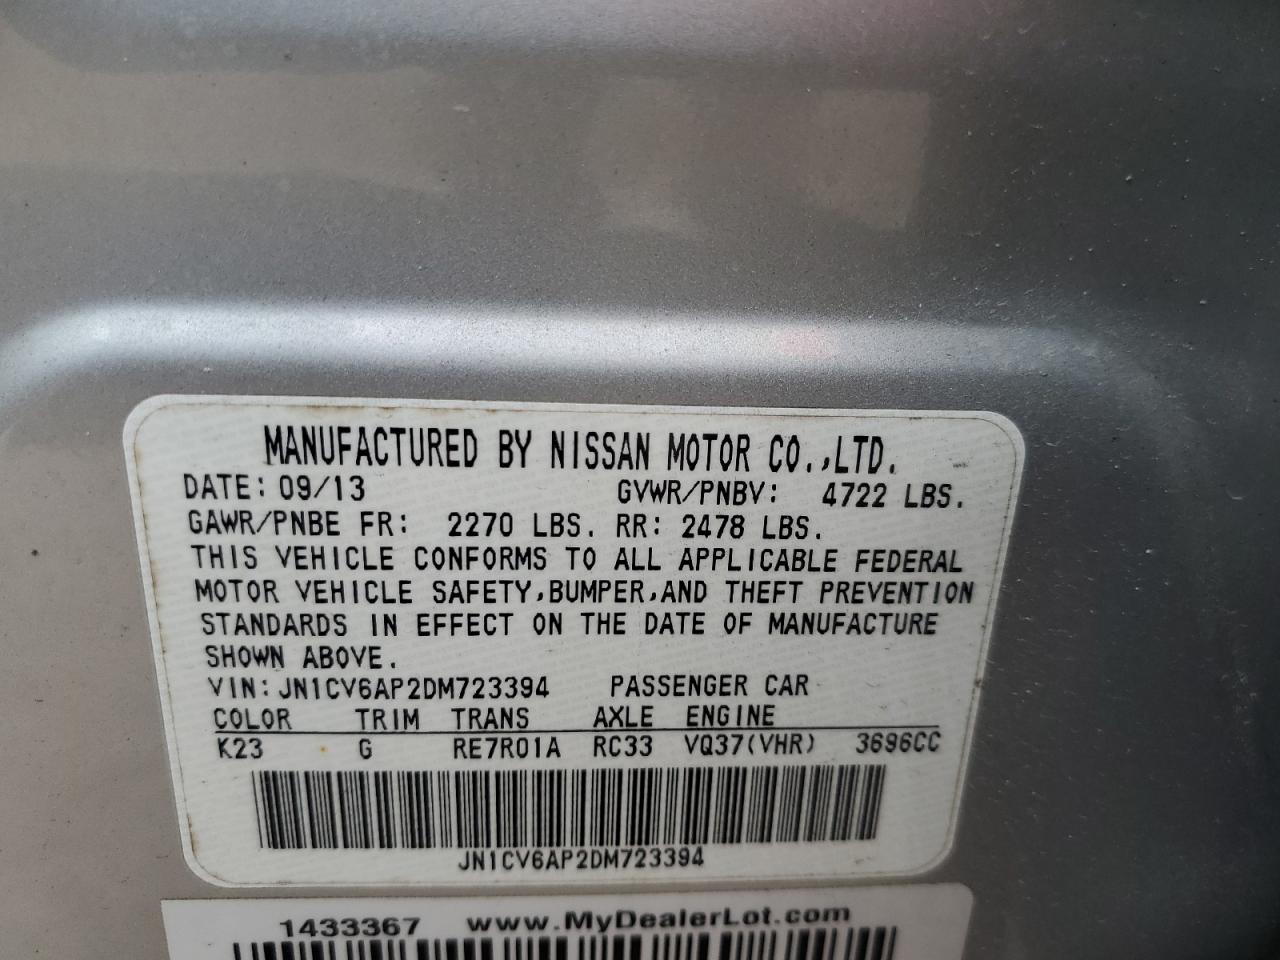 MANUFACTURED BY NISSAN MOTOR CO.,LTD.
DATE: 09/13 GVWR/PNBV: 4722 LBS.
GAWR/PNBE FR: 2270 LBS. RR: 2478 LBS.
THIS VEHICLE CONFORMS TO ALL APPLICABLE FEDERAL
MOTOR VEHICLE SAFETY,BUMPER,AND THEFT PREVENTION
STANDARDS IN EFFECT ON THE DATE OF MANUFACTURE
SHOWN ABOVE.
VIN: JN1CV6AP2DM723394 PASSENGER CAR
COLOR TRIM TRANS AXLE ENGINE
K23 G RE7R01A RC33 VQ37(VHR) 3696CC
JN1CV6AP2DM723394
1433367 www.MyDealerLot.com